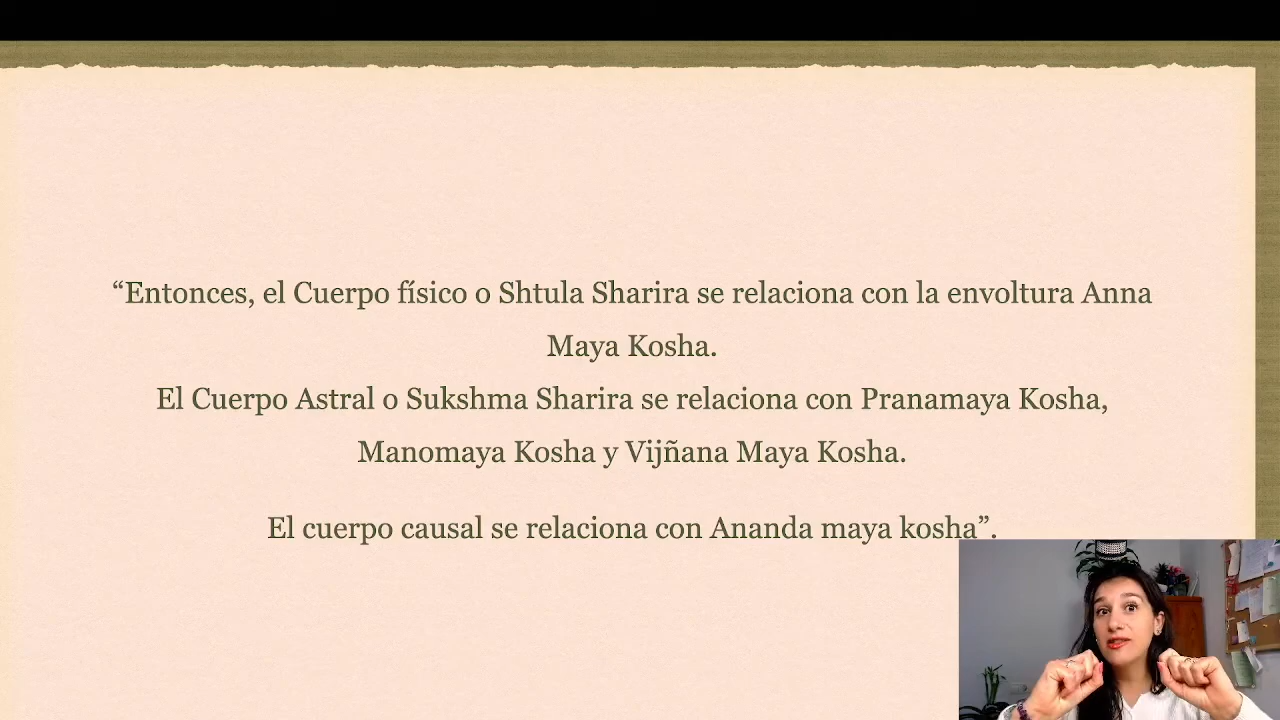 “Entonces, el Cuerpo físico o Shtula Sharira se relaciona con la envoltura Anna
Maya Kosha.
El Cuerpo Astral o Sukshma Sharira se relaciona con Pranamaya Kosha,
Manomaya Kosha y Vijñana Maya Kosha.
El cuerpo causal se relaciona con Ananda maya kosha”.